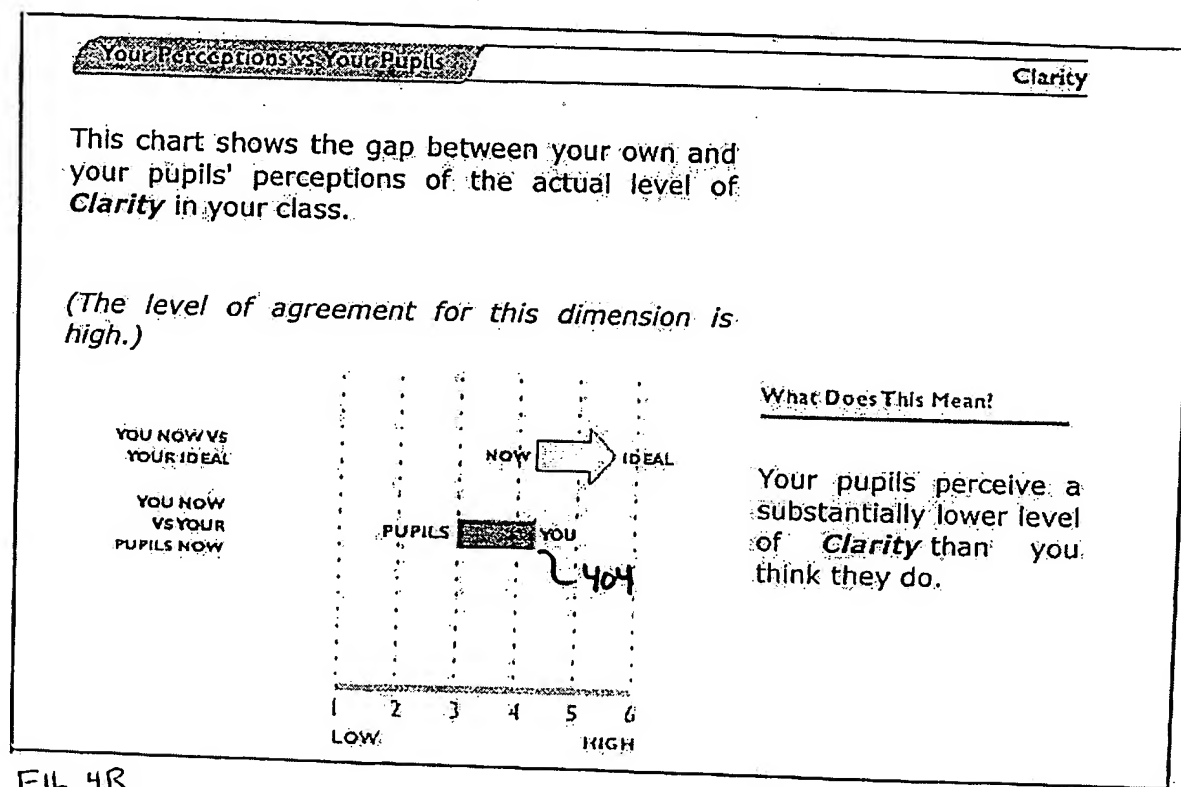 Your Perceptions vs Your Pupils
Clarity
This chart shows the gap between your own and
your pupils' perceptions of the actual level of
Clarity in your class.
(The level of agreement for this dimension is
high.)
What Does This Mean?
YOU NOW VS
YOUR IDEAL
NOW
IDEAL
YOU NOW
VS YOUR
PUPILS NOW
PUPILS
YOU
404
Your pupils perceive a
substantially lower level
of Clarity than you
think they do.
1 2 3 4 5 6
LOW
HIGH